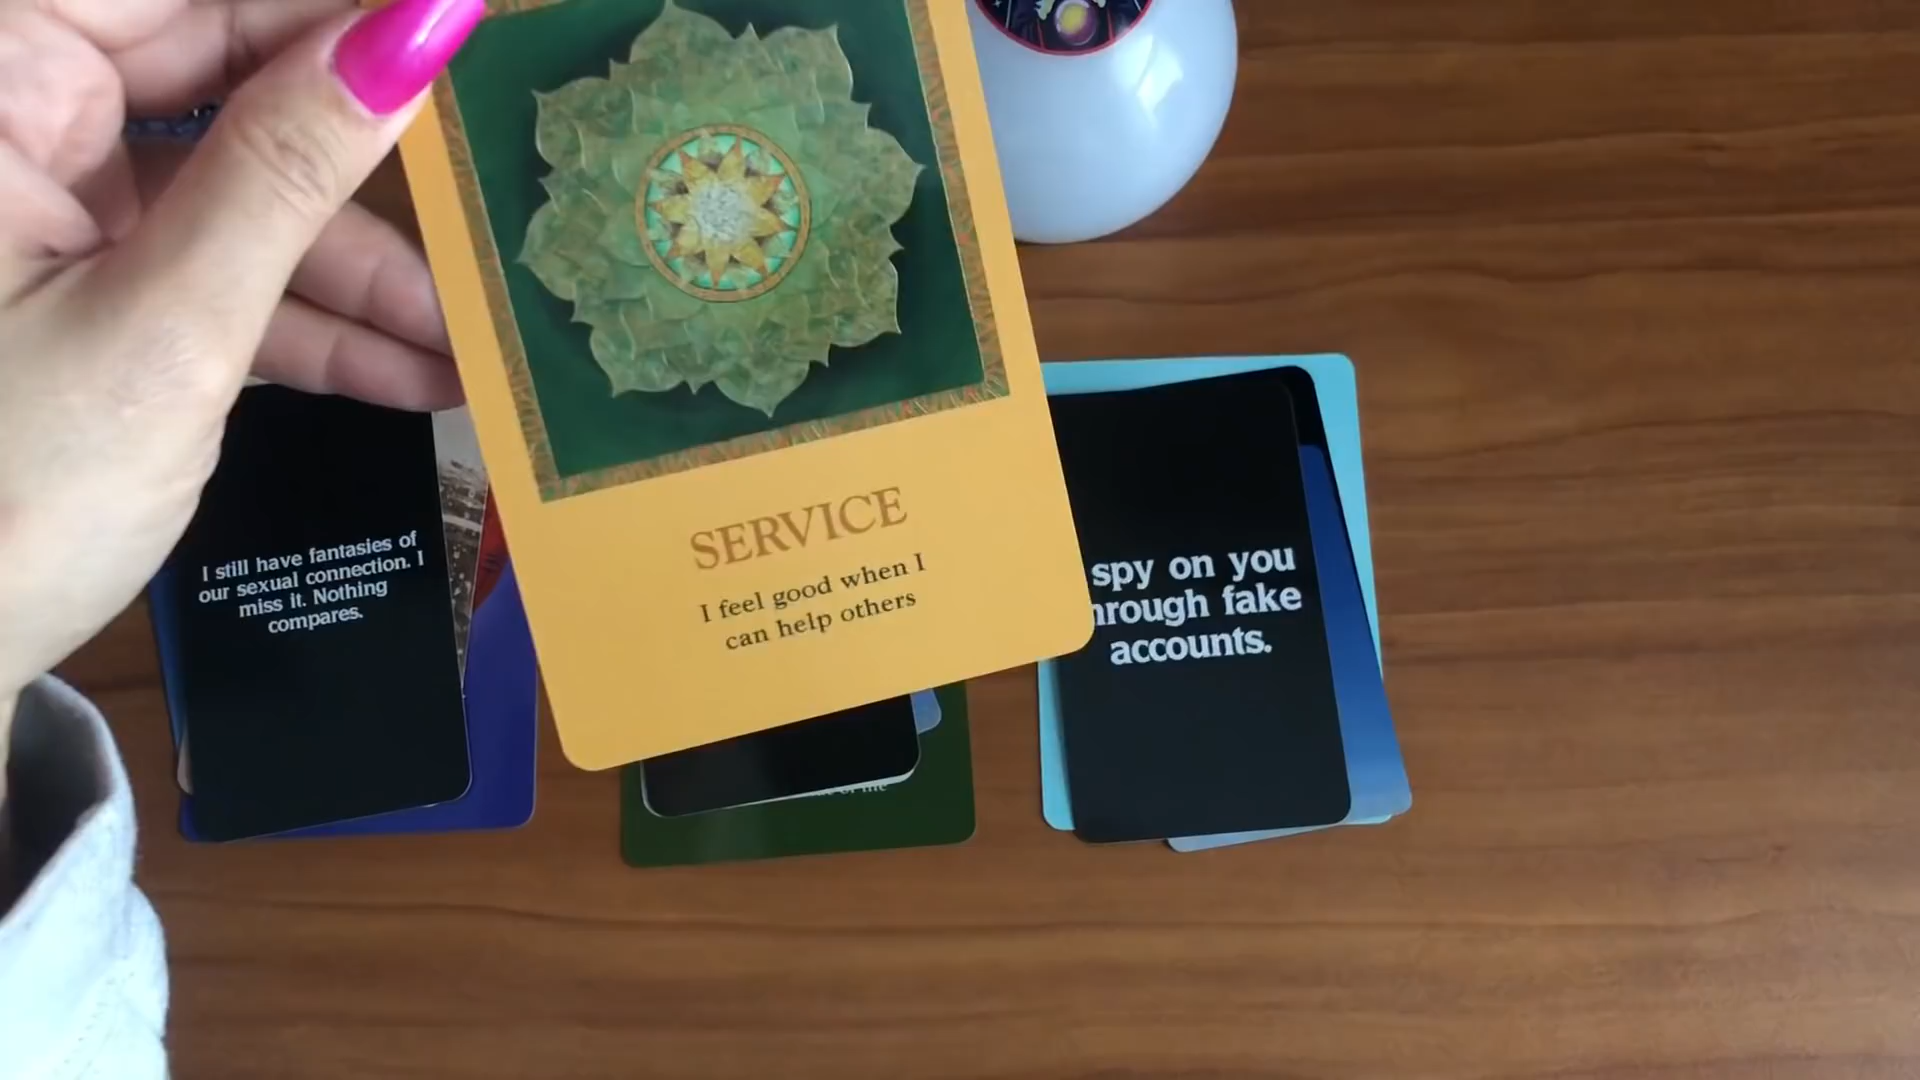 SERVICE
I feel good when I
can help others
I still have fantasies of
our sexual connection. I
miss it. Nothing
compares.
spy on you
hrough fake
accounts.